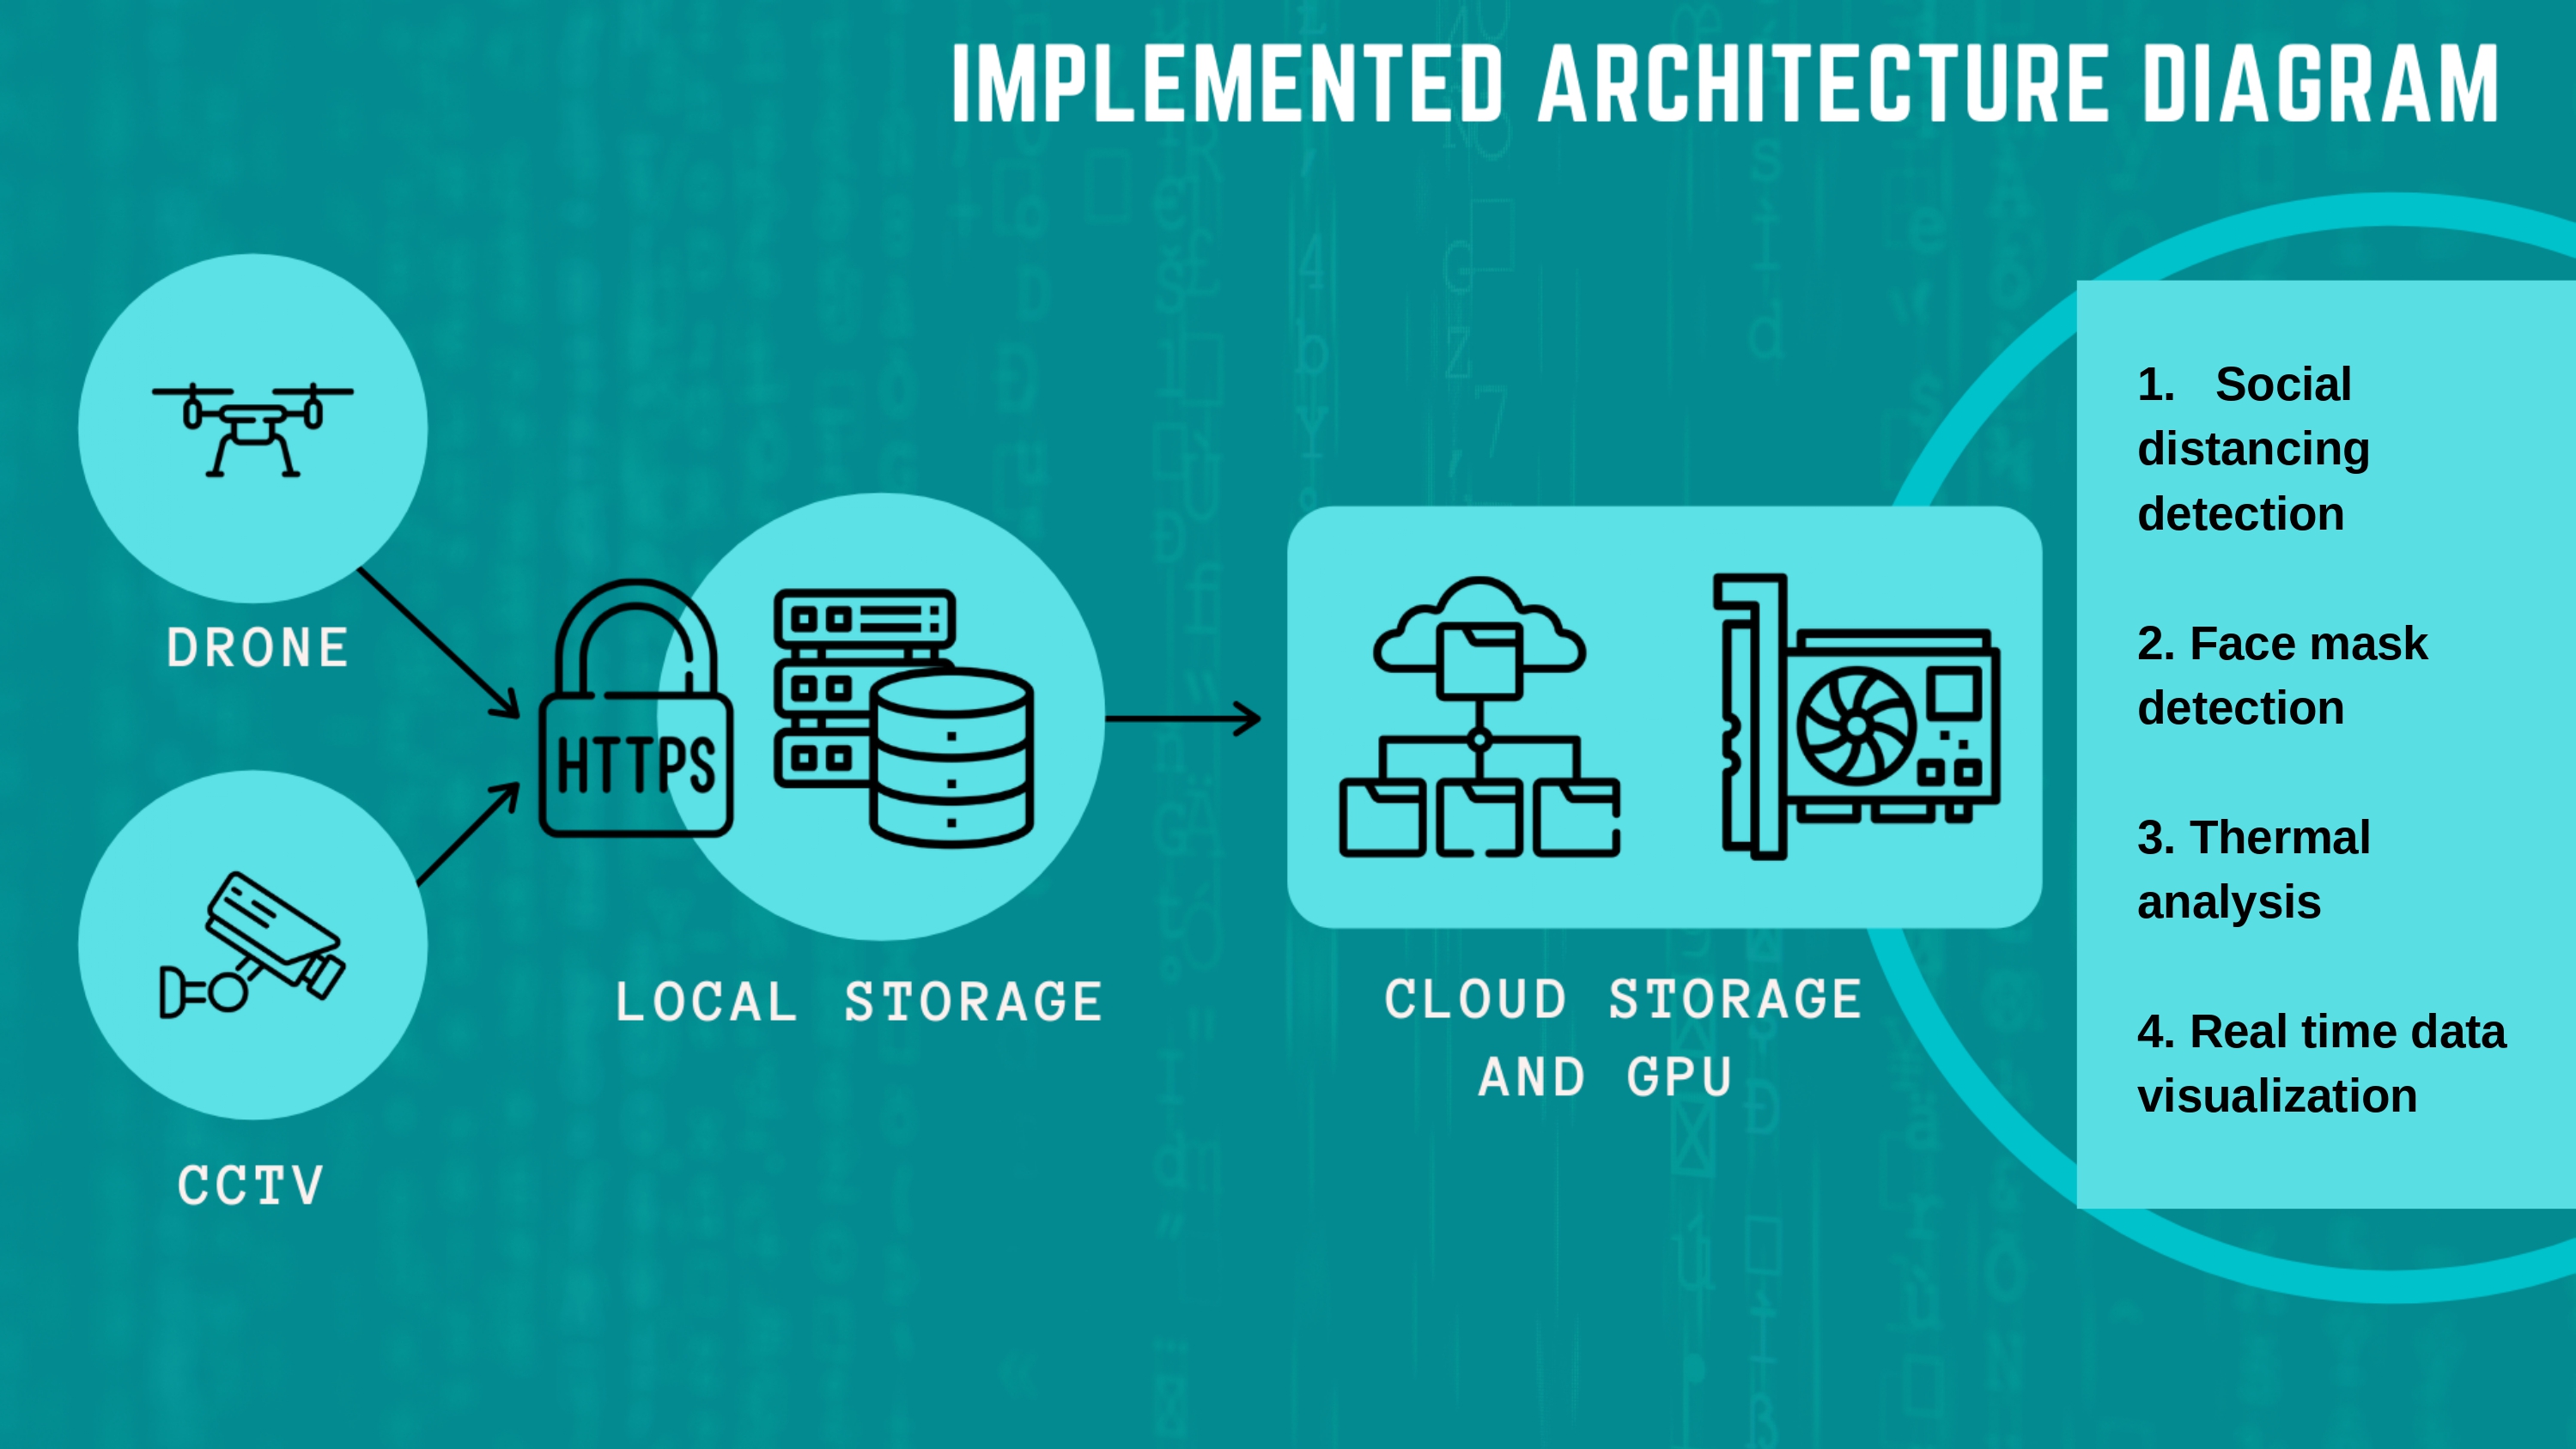 IMPLEMENTED ARCHITECTURE DIAGRAM
DRONE
CCTV
HTTPS
LOCAL STORAGE
CLOUD STORAGE
AND GPU
1. Social
distancing
detection
2. Face mask
detection
3. Thermal
analysis
4. Real time data
visualization